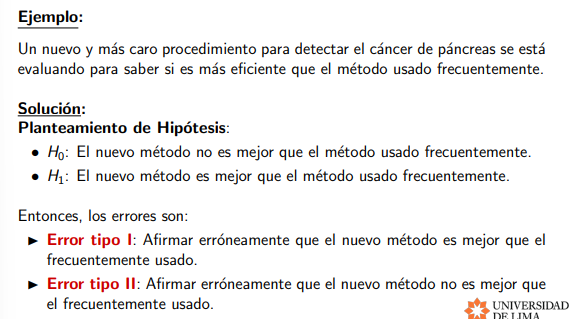 Ejemplo:
Un nuevo y más caro procedimiento para detectar el cáncer de páncreas se está
evaluando para saber si es más eficiente que el método usado frecuentemente.
Solución:
Planteamiento de Hipótesis:
• H₀: El nuevo método no es mejor que el método usado frecuentemente.
• H₁: El nuevo método es mejor que el método usado frecuentemente.
Entonces, los errores son:
► Error tipo I: Afirmar erróneamente que el nuevo método es mejor que el
frecuentemente usado.
► Error tipo II: Afirmar erróneamente que el nuevo método no es mejor que
el frecuentemente usado.
UNIVERSIDAD
DE LIMA